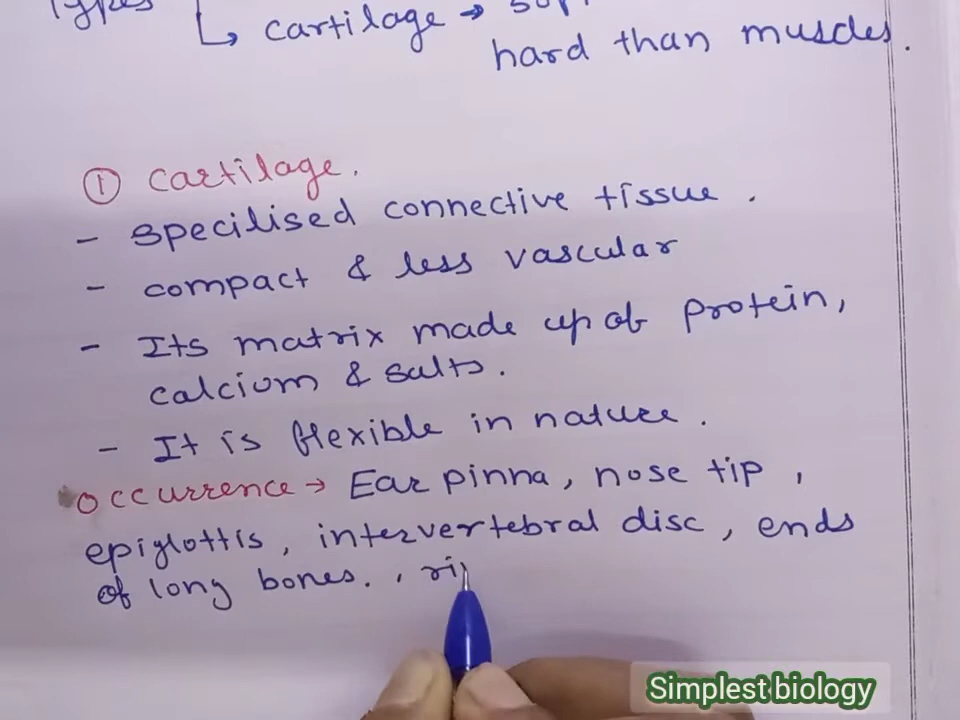 Types
↳ cartilage →
hard than muscles.
① cartilage.
- specilised connective tissue.
- compact & less vascular
- Its matrix made up of protein,
calcium & salts.
- It is flexible in nature.
Occurrence → Ear pinna, nose tip,
epiglottis, intervertebral disc, ends
of long bones. ,
Simplest biology